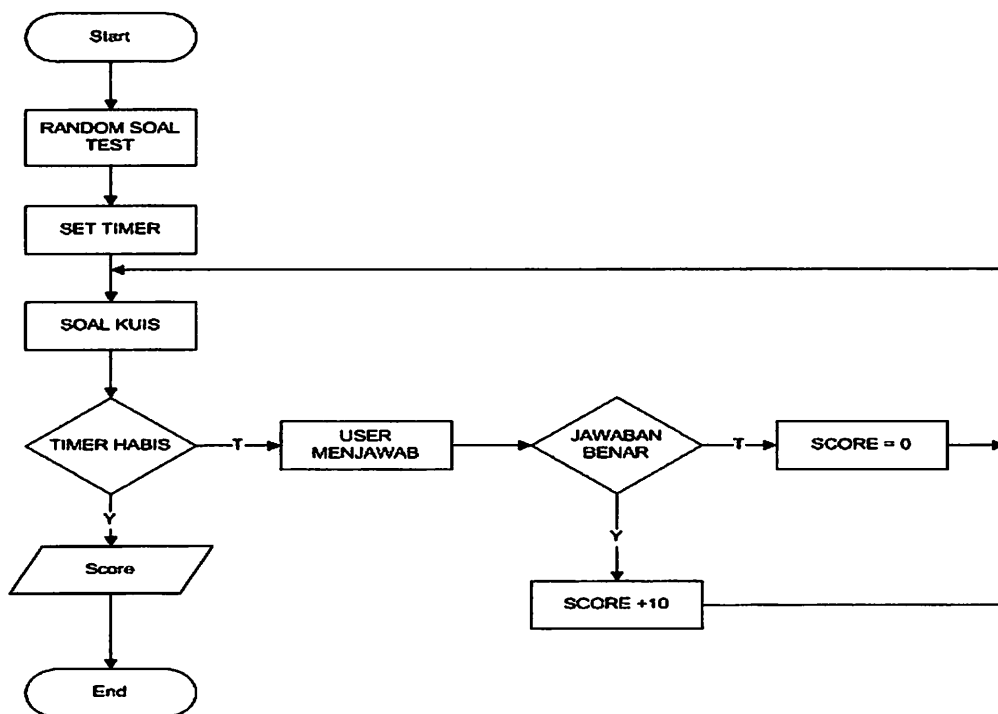 Start
RANDOM SOAL
TEST
SET TIMER
SOAL KUIS
TIMER HABIS
T
USER
MENJAWAB
JAWABAN
BENAR
T
SCORE = 0
Y
Y
Score
SCORE +10
End